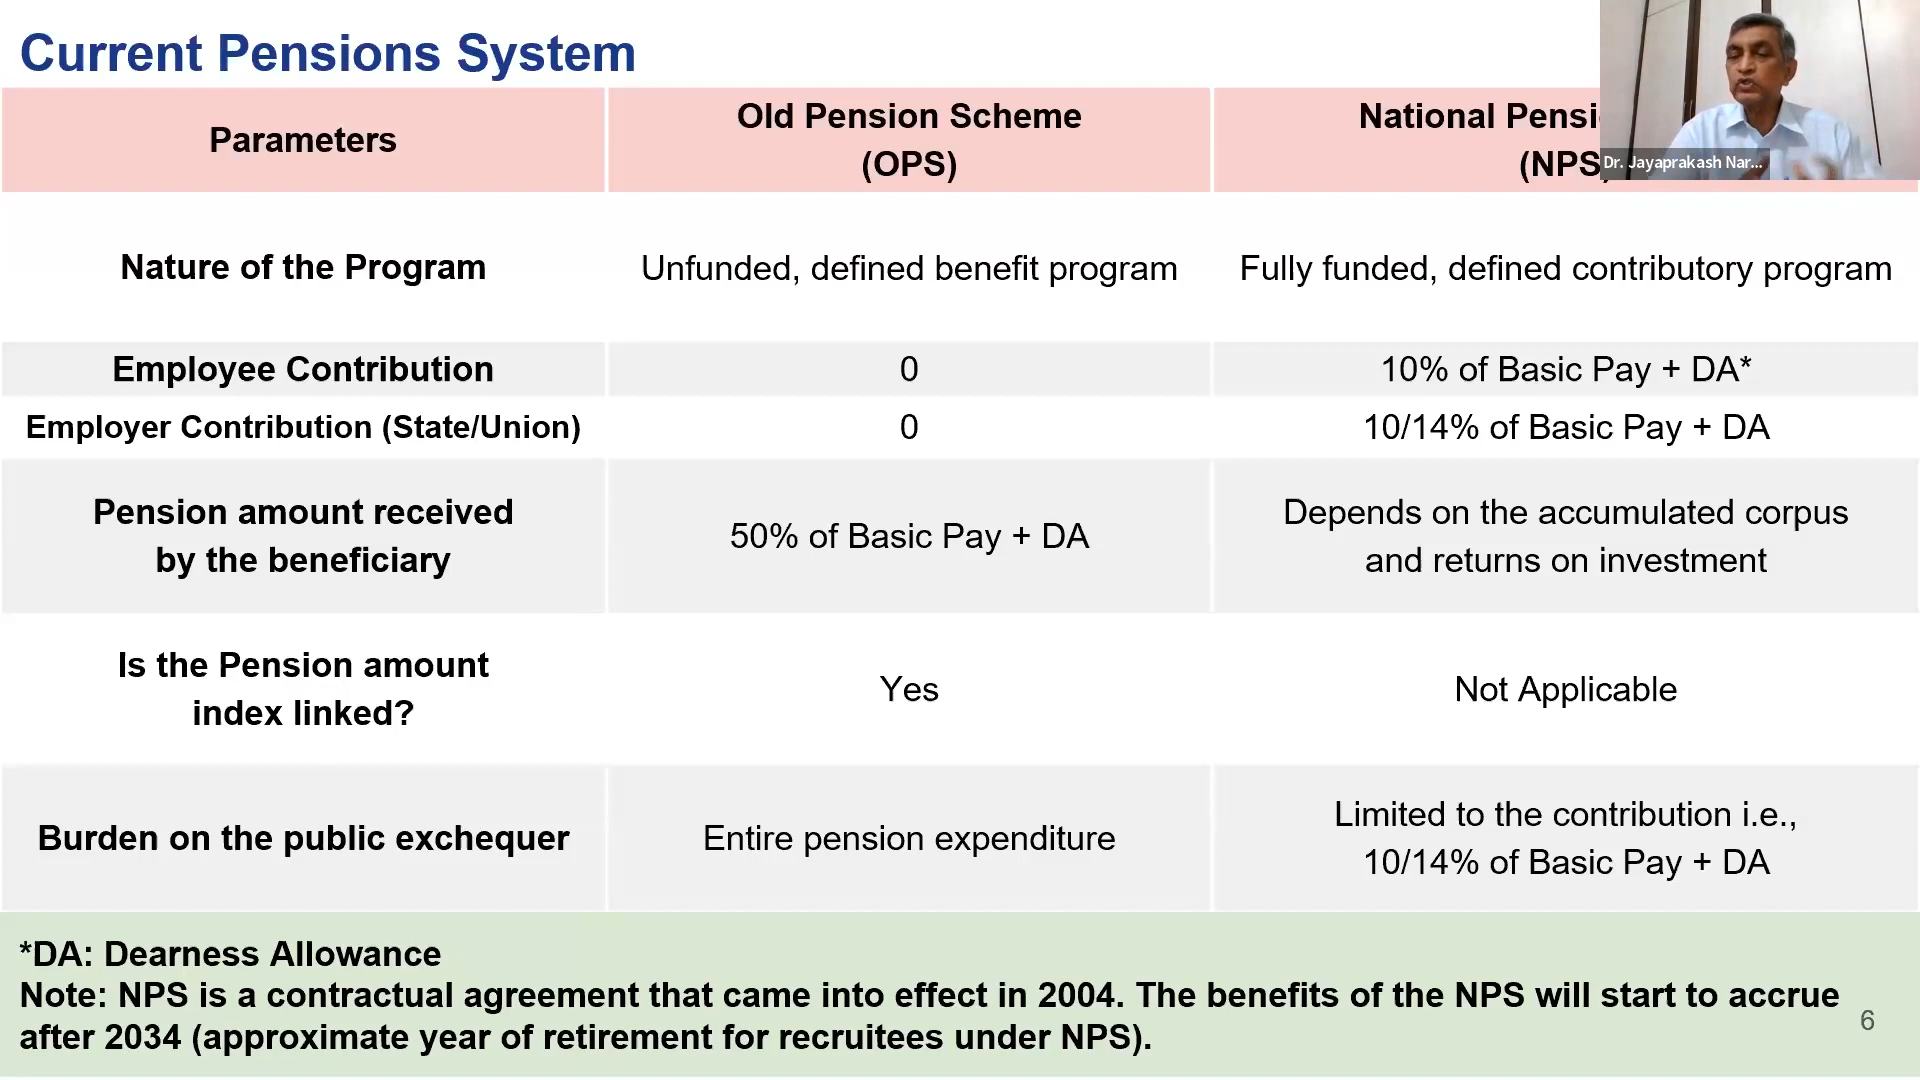 Current Pensions System
Parameters
Old Pension Scheme
(OPS)
National Pensi
(NPS)
Dr. Jayaprakash Nar...
Nature of the Program
Unfunded, defined benefit program
Fully funded, defined contributory program
Employee Contribution
0
10% of Basic Pay + DA*
Employer Contribution (State/Union)
0
10/14% of Basic Pay + DA
Pension amount received
by the beneficiary
50% of Basic Pay + DA
Depends on the accumulated corpus
and returns on investment
Is the Pension amount
index linked?
Yes
Not Applicable
Burden on the public exchequer
Entire pension expenditure
Limited to the contribution i.e.,
10/14% of Basic Pay + DA
*DA: Dearness Allowance
Note: NPS is a contractual agreement that came into effect in 2004. The benefits of the NPS will start to accrue
after 2034 (approximate year of retirement for recruitees under NPS).
6